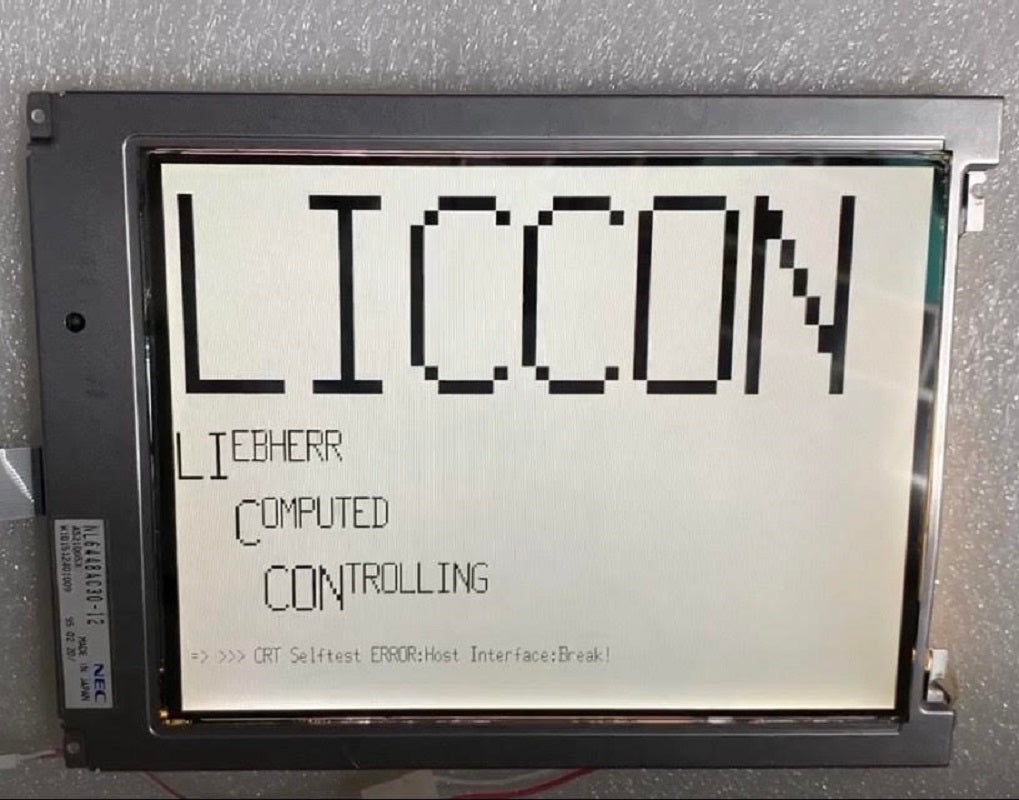 LICCON
LIEBHERR
COMPUTED
CONTROLLING
=> >>> CRT Selftest ERROR:Host Interface:Break!
NL6448AC30-12
MADE IN JAPAN
NEC